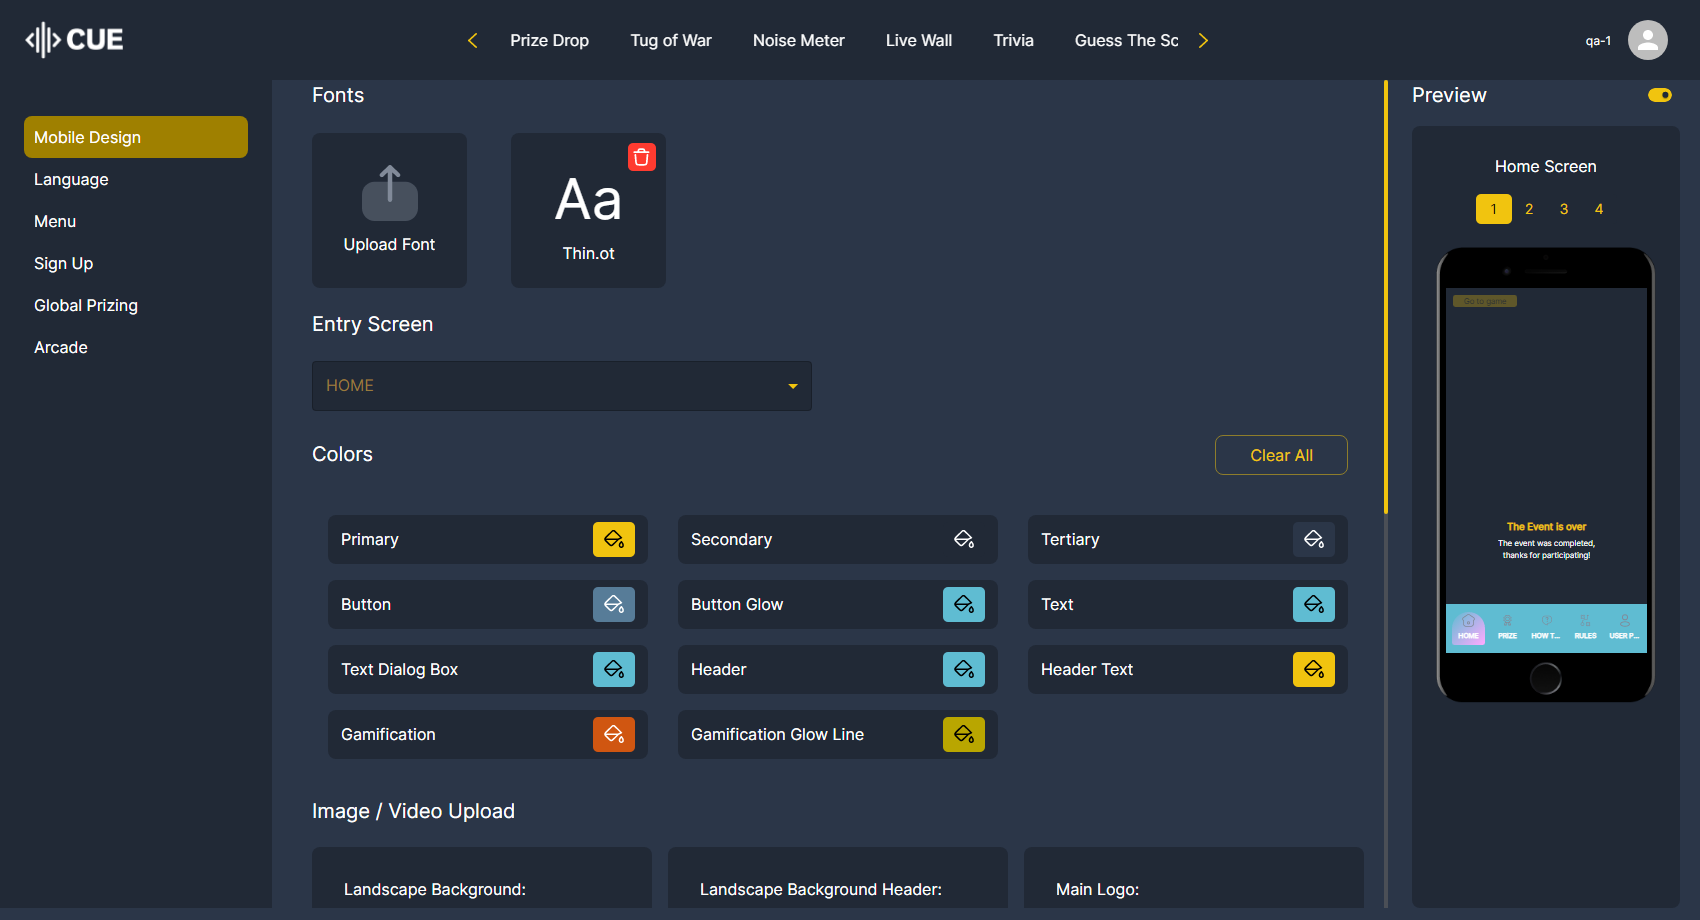 CUE
Prize Drop
Tug of War
Noise Meter
Live Wall
Trivia
Guess The Sc
qa-1
Mobile Design
Language
Menu
Sign Up
Global Prizing
Arcade
Fonts
Upload Font
Aa
Thin.ot
Entry Screen
HOME
Colors
Clear All
Primary
Secondary
Tertiary
Button
Button Glow
Text
Text Dialog Box
Header
Header Text
Gamification
Gamification Glow Line
Image / Video Upload
Landscape Background:
Landscape Background Header:
Main Logo:
Preview
Home Screen
1 2 3 4
Go to game
The Event is over
The event was completed,
thanks for participating!
HOME PRIZE HOW T... RULES USER P...